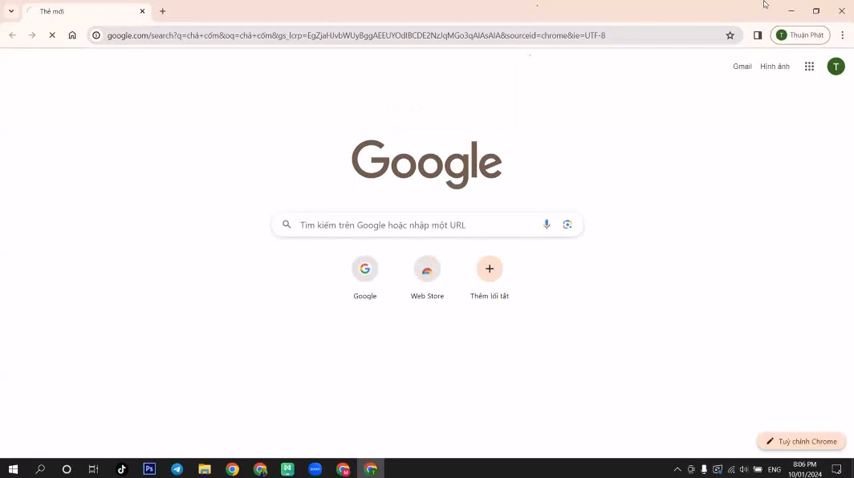 Thẻ mới
google.com/search?q=chả+cốm&oq=chả+cốm&gs_lcrp=EgZjaHJvbWUyBggAEEUYOdIBCDE2NzJqMGo3qAIAsAIA&sourceid=chrome&ie=UTF-8
T
Thuận Phát
Gmail
Hình ảnh
T
Google
Tìm kiếm trên Google hoặc nhập một URL
Google
Web Store
Thêm lối tắt
Tuỳ chỉnh Chrome
Ps
ENG
8:06 PM
10/01/2024